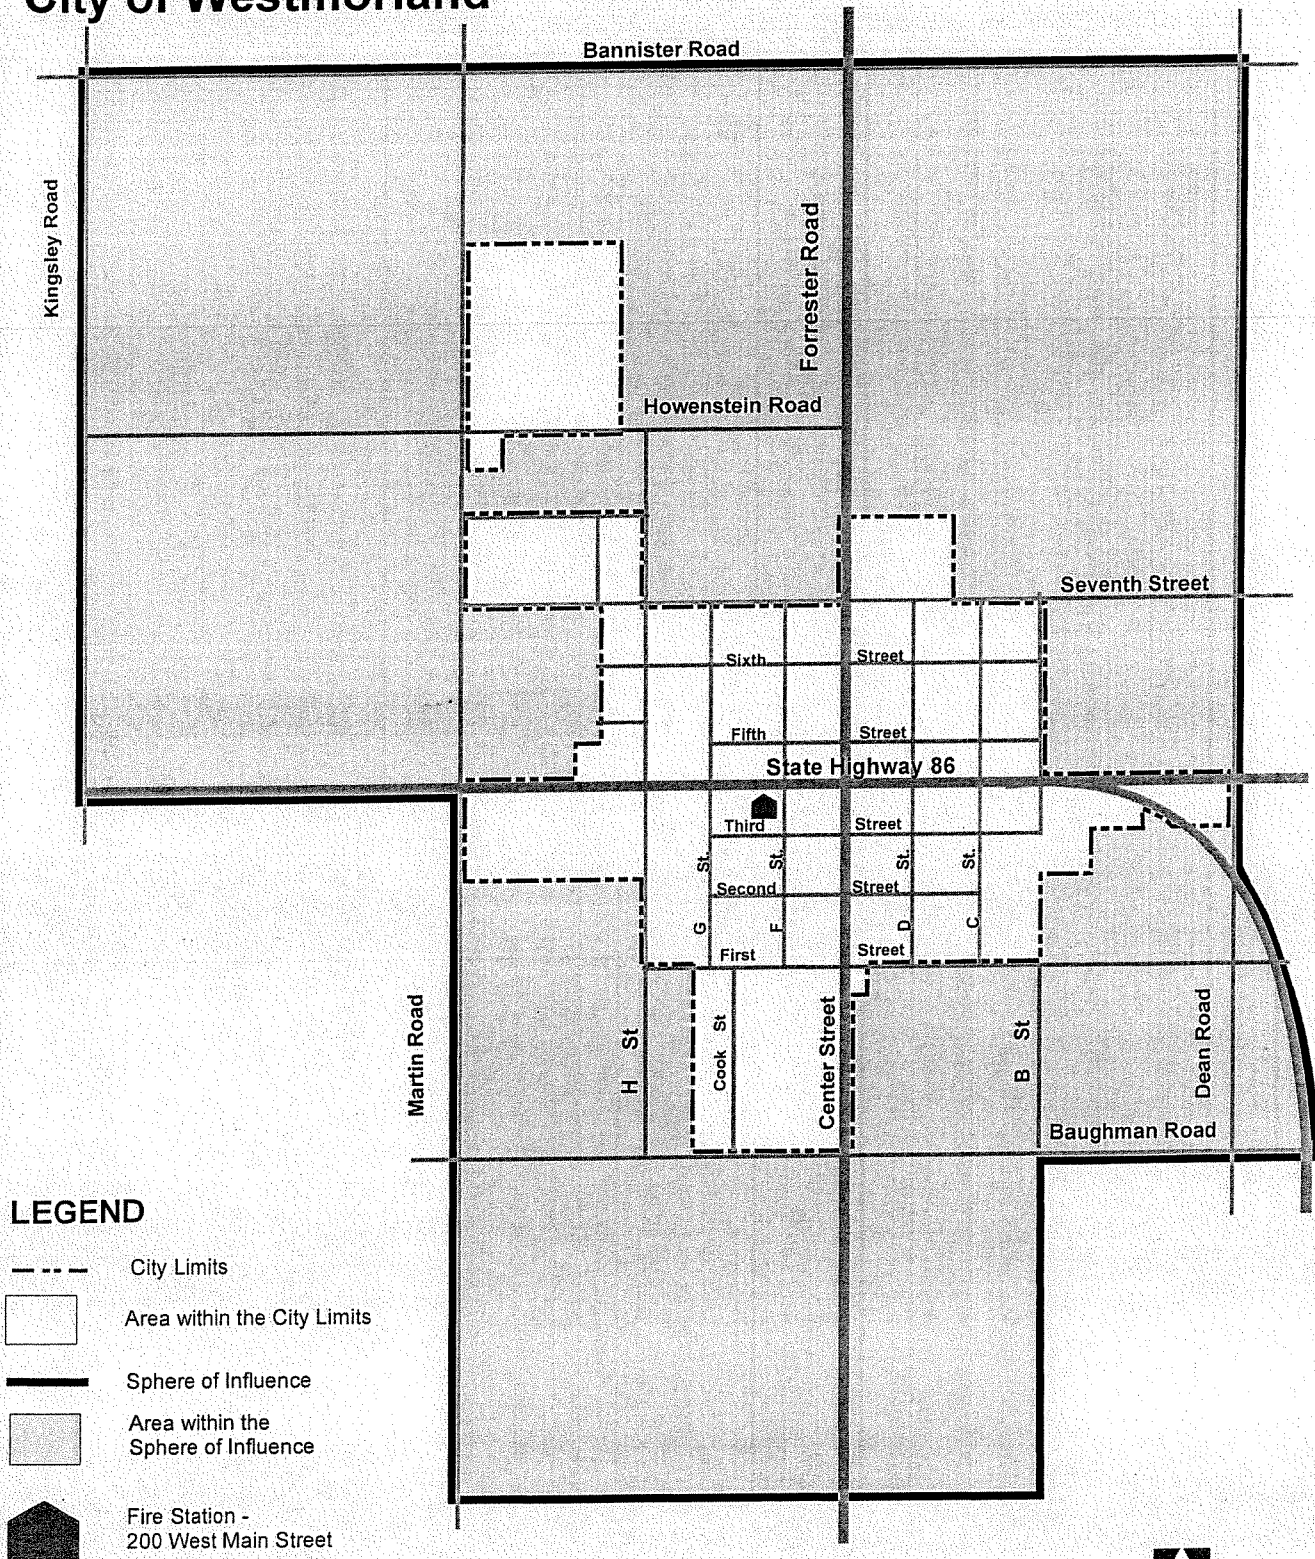 City of Westmorland
Bannister Road
Kingsley Road
Forrester Road
Howenstein Road
Seventh Street
Sixth Street
Fifth Street
State Highway 86
Third Street
G St.
F St.
D St.
C St.
Second Street
First Street
Martin Road
H St
Cook St
Center Street
B St
Dean Road
Baughman Road
LEGEND
City Limits
Area within the City Limits
Sphere of Influence
Area within the
Sphere of Influence
Fire Station -
200 West Main Street